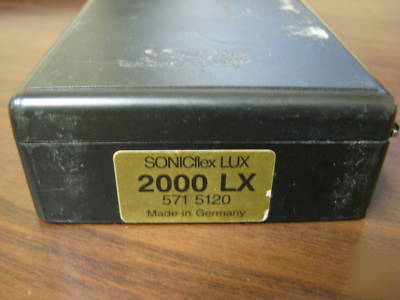 SONICflex LUX
2000 LX
571 5120
Made in Germany